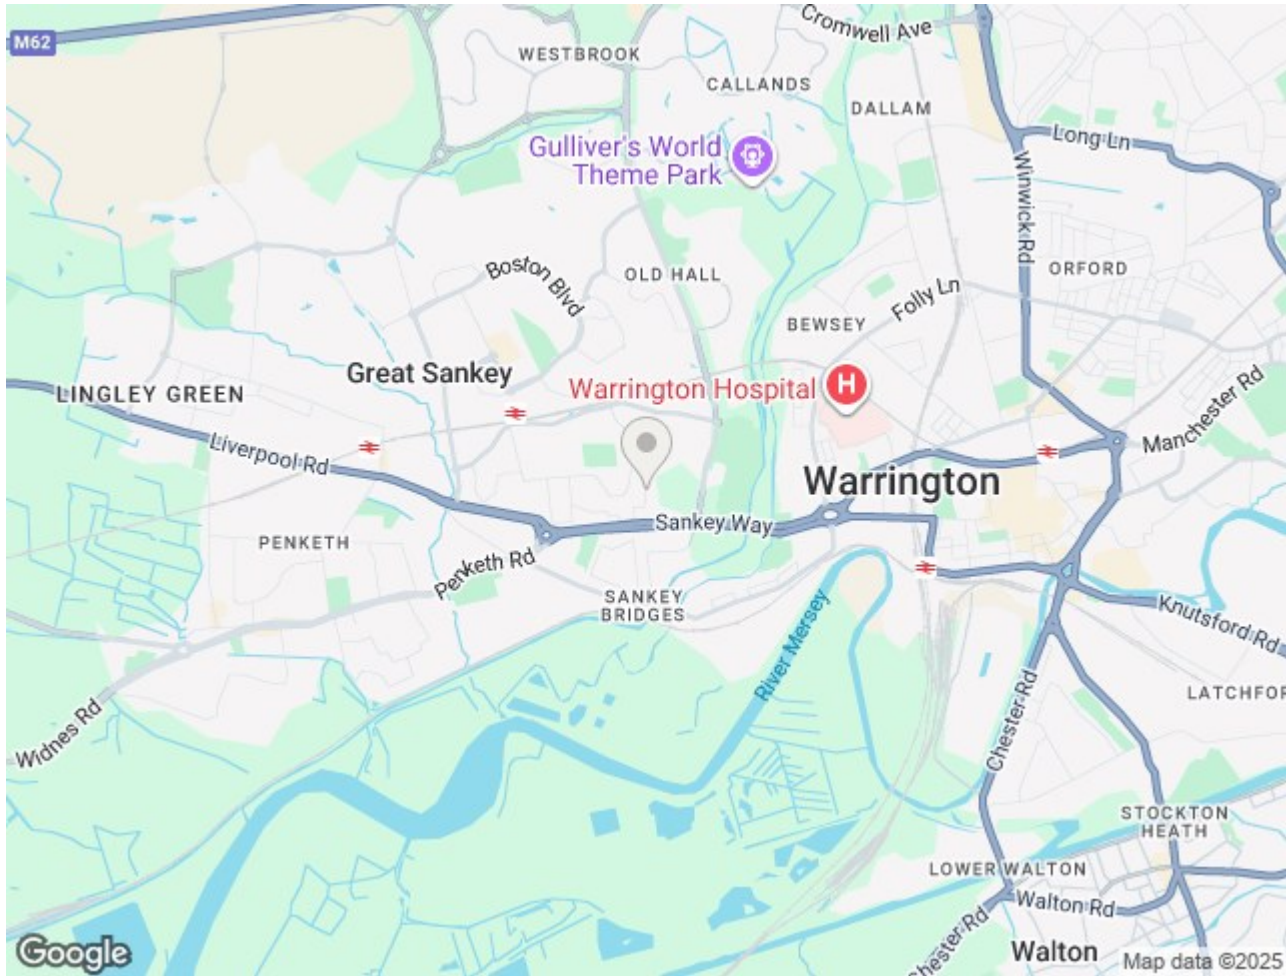 Cromwell Ave
M62
WESTBROOK
CALLANDS
DALLAM
Long Ln
Gulliver's World
Theme Park
Winwick Rd
Boston Blvd
OLD HALL
ORFORD
Folly Ln
BEWSEY
Great Sankey
Warrington Hospital
H
LINGLEY GREEN
Manchester Rd
Liverpool Rd
Warrington
Sankey Way
PENKETH
Penketh Rd
SANKEY
BRIDGES
River Mersey
Knutsford Rd
Chester Rd
LATCHFOR
Widnes Rd
STOCKTON
HEATH
LOWER WALTON
Walton Rd
Chester Rd
Walton
Google
Map data ©2025